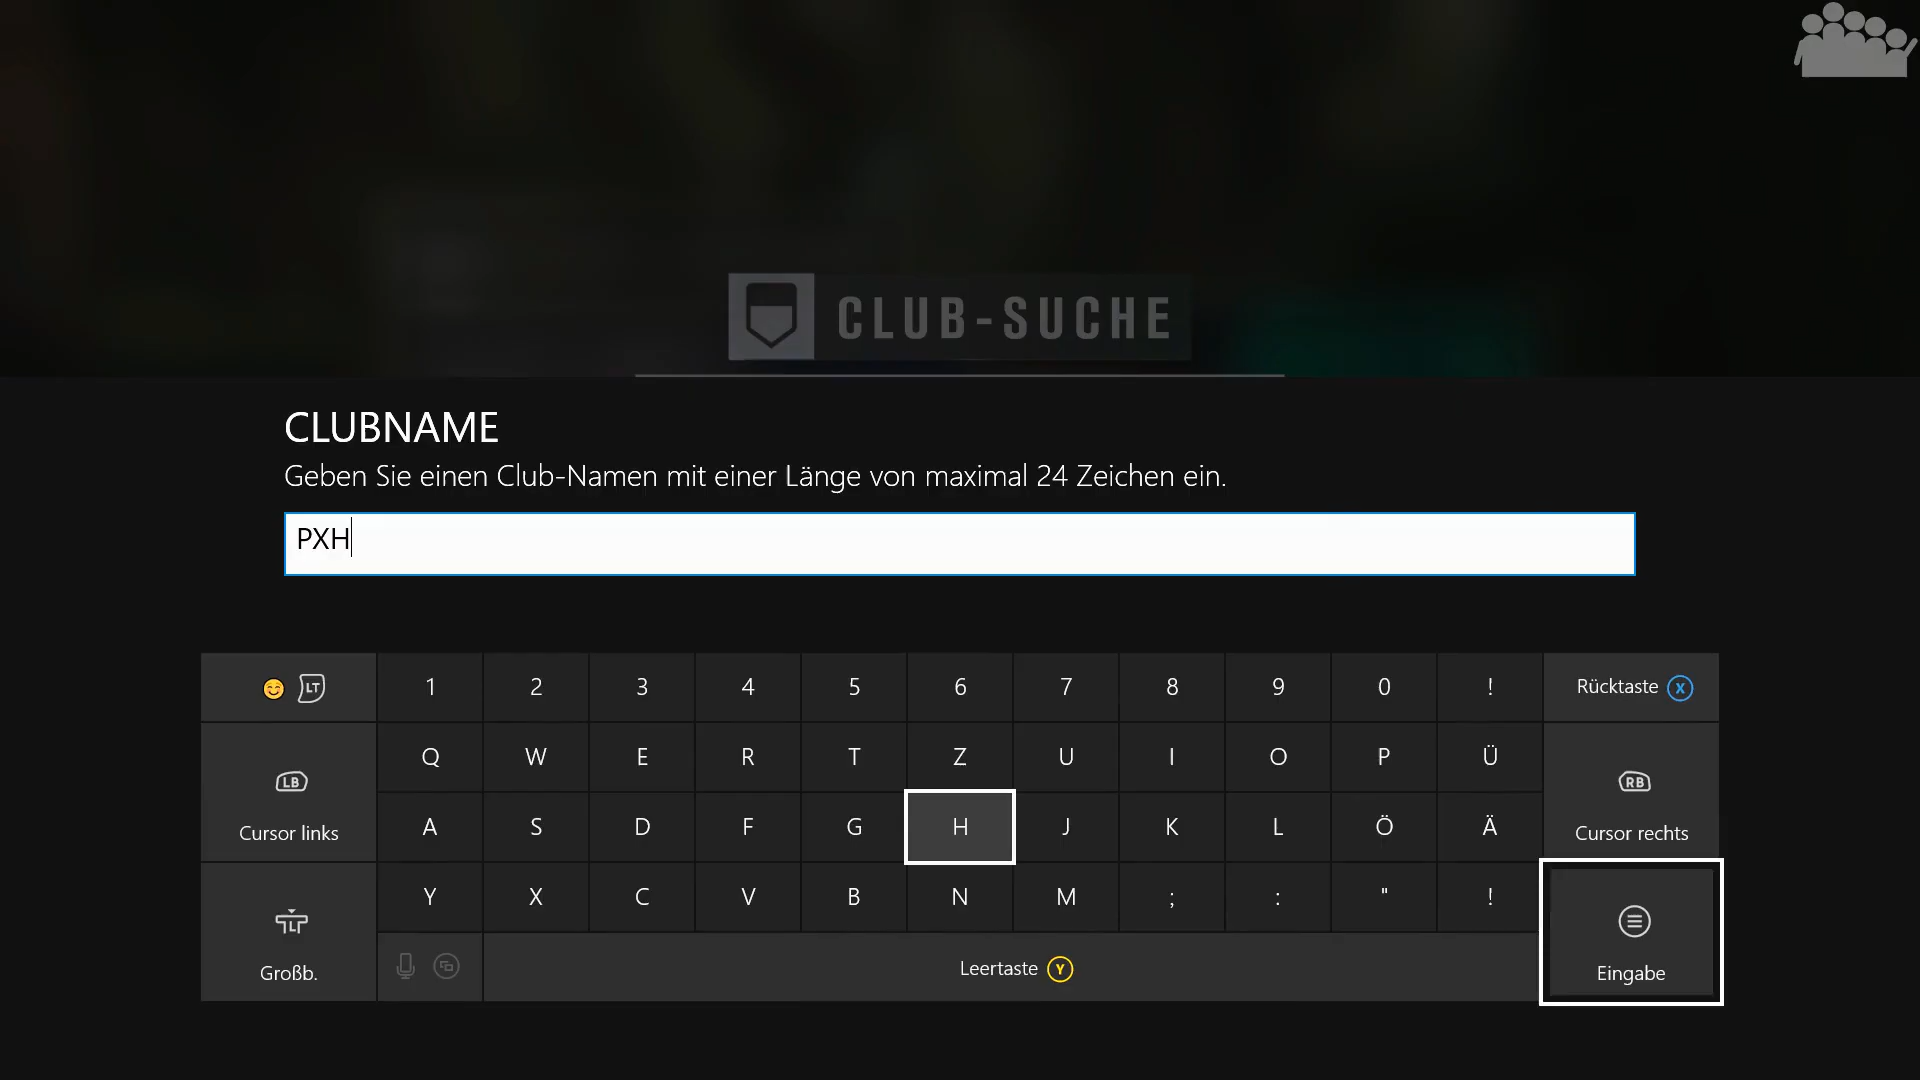 CLUB-SUCHE
CLUBNAME
Geben Sie einen Club-Namen mit einer Länge von maximal 24 Zeichen ein.
PXH
LT 1 2 3 4 5 6 7 8 9 0 ! Rücktaste X
Q W E R T Z U I O P Ü
LB RB
Cursor links A S D F G H J K L Ö Ä Cursor rechts
Y X C V B N M ; : " !
LT
Großb. Leertaste Y Eingabe